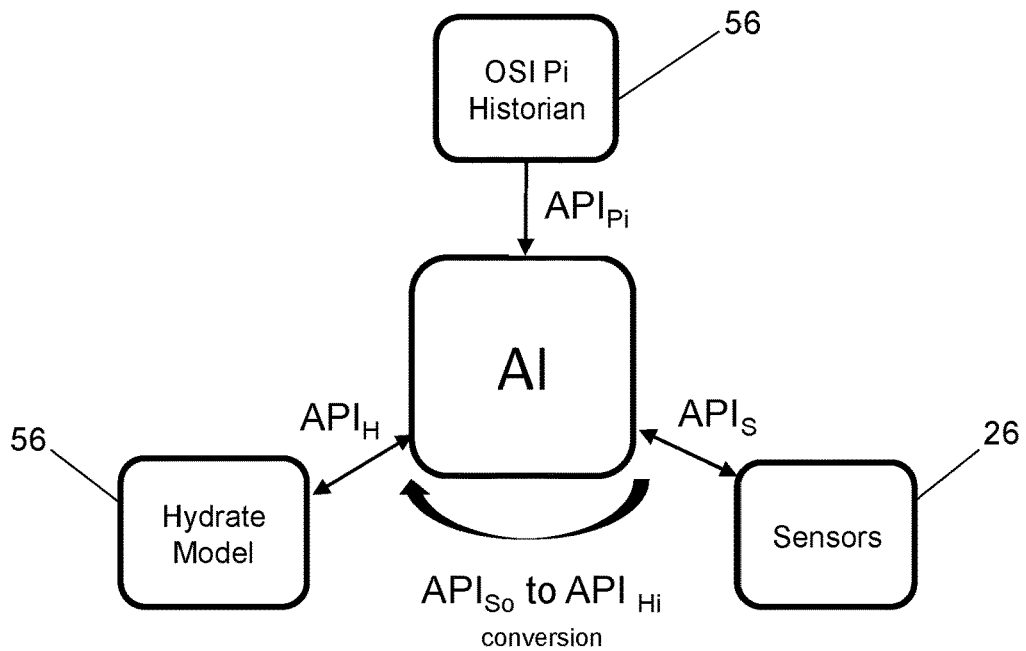 56
OSI Pi
Historian
API_Pi
AI
API_H
API_S
56
26
Hydrate
Model
Sensors
API_So to API_Hi
conversion